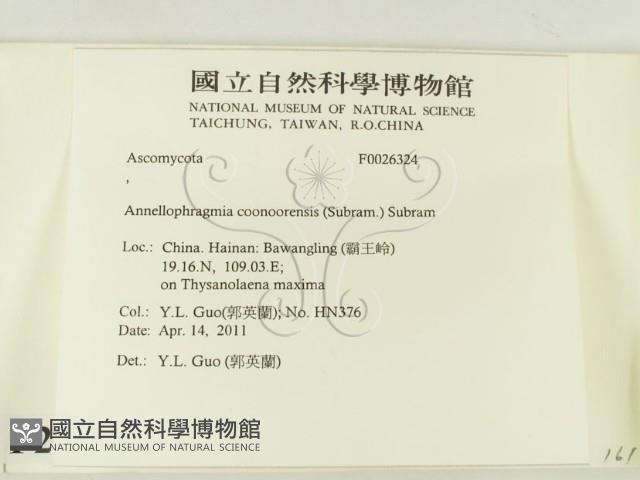 國立自然科學博物館
NATIONAL MUSEUM OF NATURAL SCIENCE
TAICHUNG, TAIWAN, R.O.CHINA
Ascomycota F0026324
,
Annellophragmia coonoorensis (Subram.) Subram
Loc.: China. Hainan: Bawangling (霸王岭)
19.16.N, 109.03.E;
on Thysanolaena maxima
Col.: Y.L. Guo(郭英蘭); No. HN376
Date: Apr. 14, 2011
Det.: Y.L. Guo (郭英蘭)
國立自然科學博物館
NATIONAL MUSEUM OF NATURAL SCIENCE
161